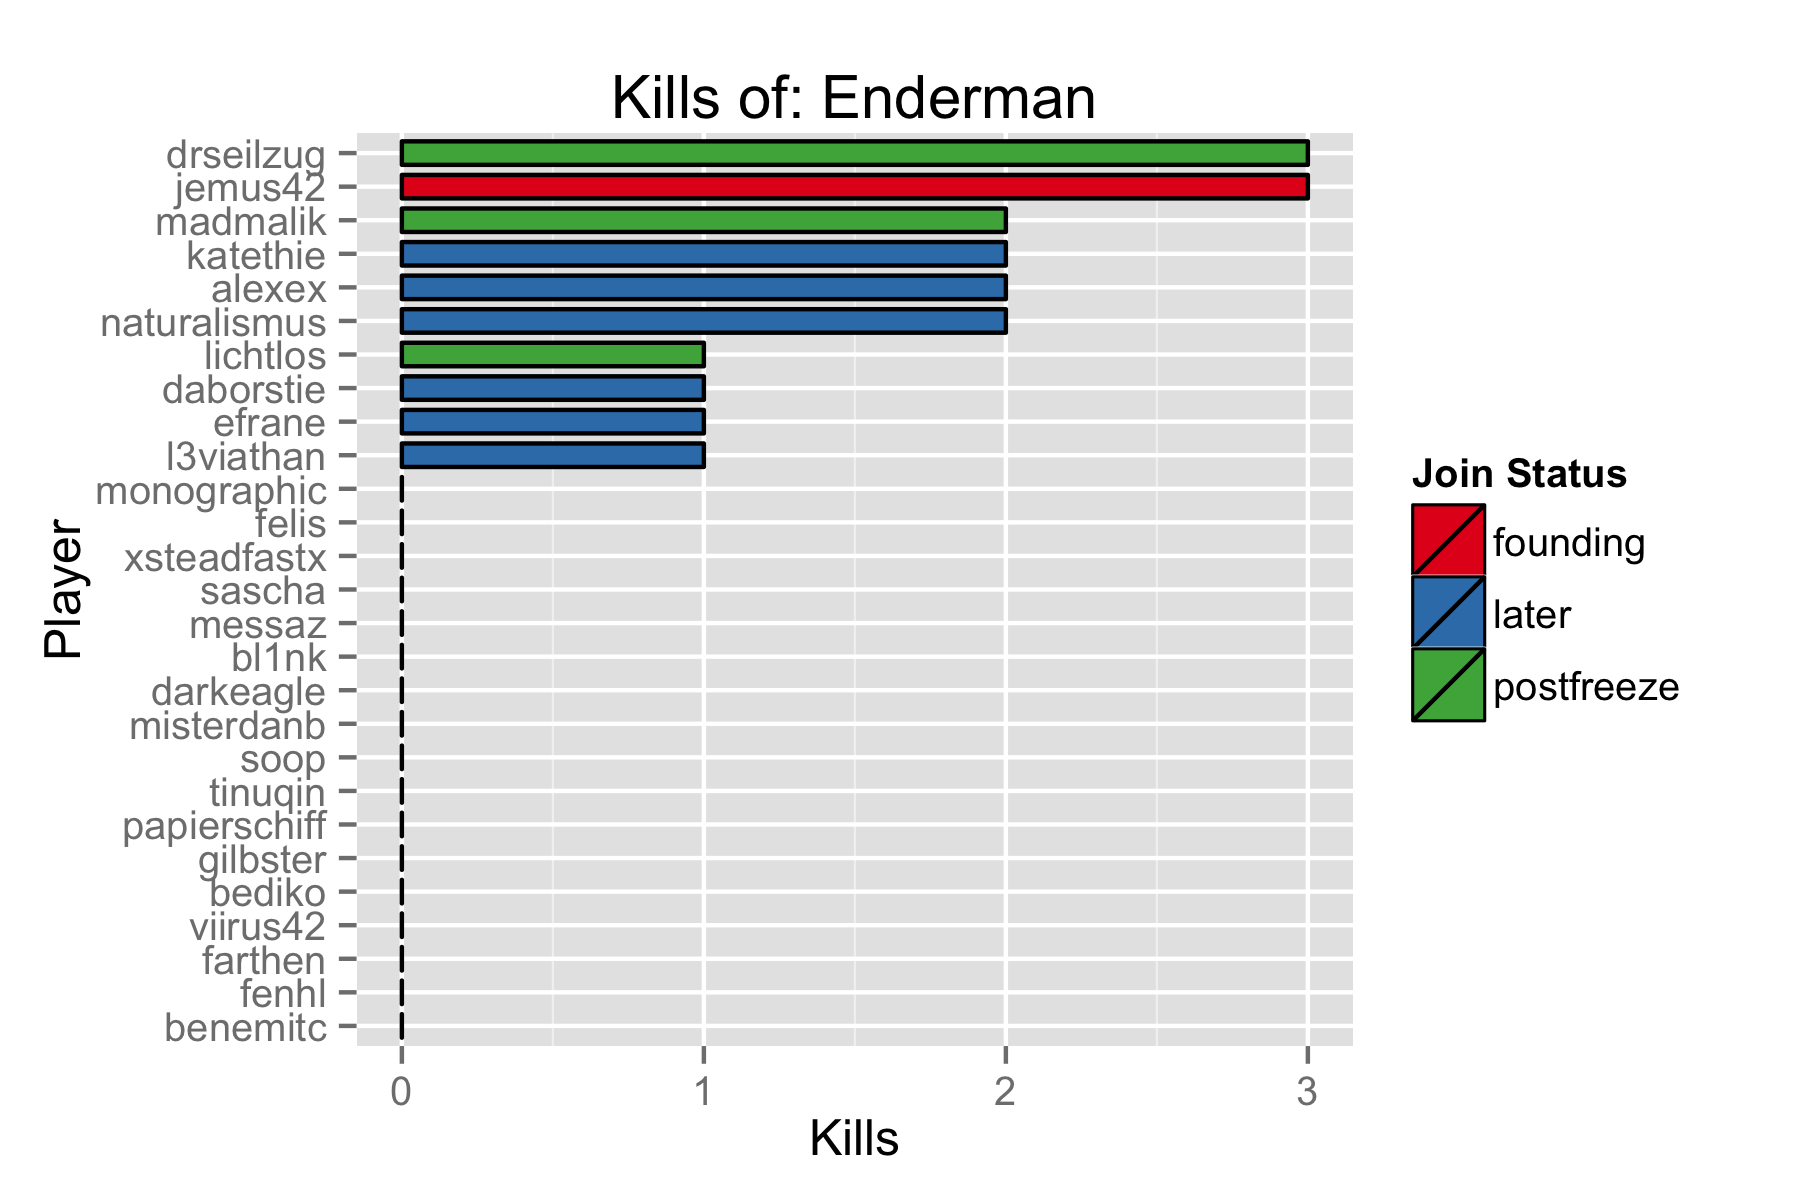 Kills of: Enderman
drseilzug
jemus42
madmalik
katethie
alexex
naturalismus
lichtlos
daborstie
efrane
l3viathan
monographic
felis
xsteadfastx
sascha
messaz
bl1nk
darkeagle
misterdanb
soop
tinuqin
papierschiff
gilbster
bediko
viirus42
farthen
fenhl
benemitc
Player
0 1 2 3
Kills
Join Status
founding
later
postfreeze